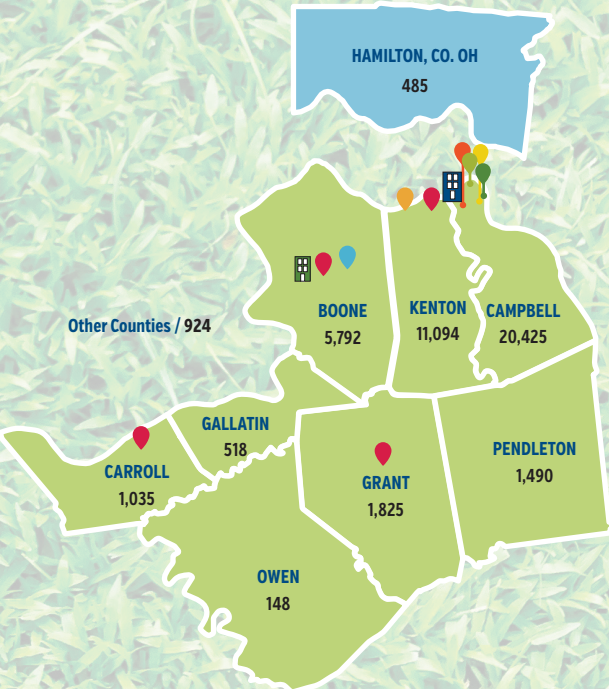 HAMILTON, CO. OH
485
BOONE
5,792
KENTON
11,094
CAMPBELL
20,425
Other Counties / 924
GALLATIN
518
CARROLL
1,035
GRANT
1,825
PENDLETON
1,490
OWEN
148